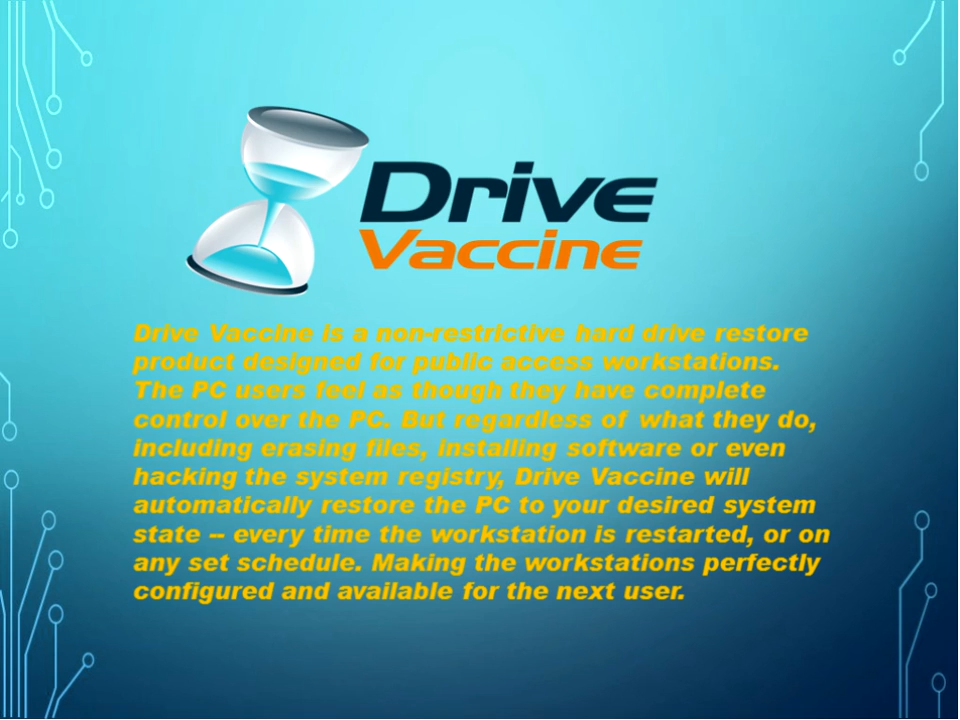 Drive
Vaccine
Drive Vaccine is a non-restrictive hard drive restore
product designed for public access workstations.
The PC users feel as though they have complete
control over the PC. But regardless of what they do,
including erasing files, installing software or even
hacking the system registry, Drive Vaccine will
automatically restore the PC to your desired system
state -- every time the workstation is restarted, or on
any set schedule. Making the workstations perfectly
configured and available for the next user.